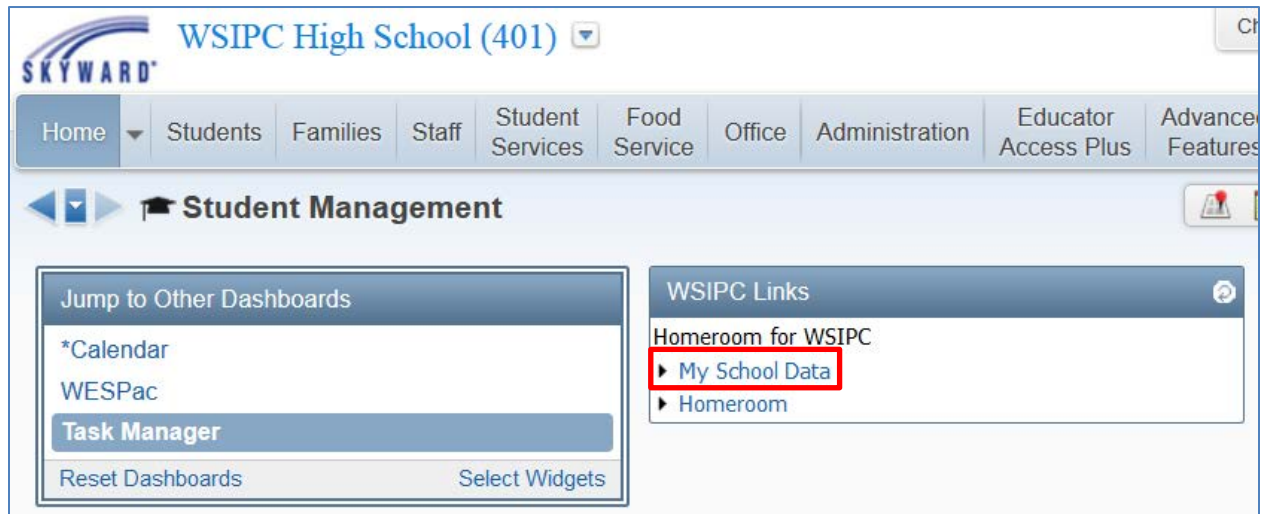 SKYWARD
WSIPC High School (401)
Home
Students
Families
Staff
Student
Services
Food
Service
Office
Administration
Educator
Access Plus
Student Management
Jump to Other Dashboards
*Calendar
WESPac
Task Manager
Reset Dashboards
Select Widgets
WSIPC Links
Homeroom for WSIPC
My School Data
Homeroom